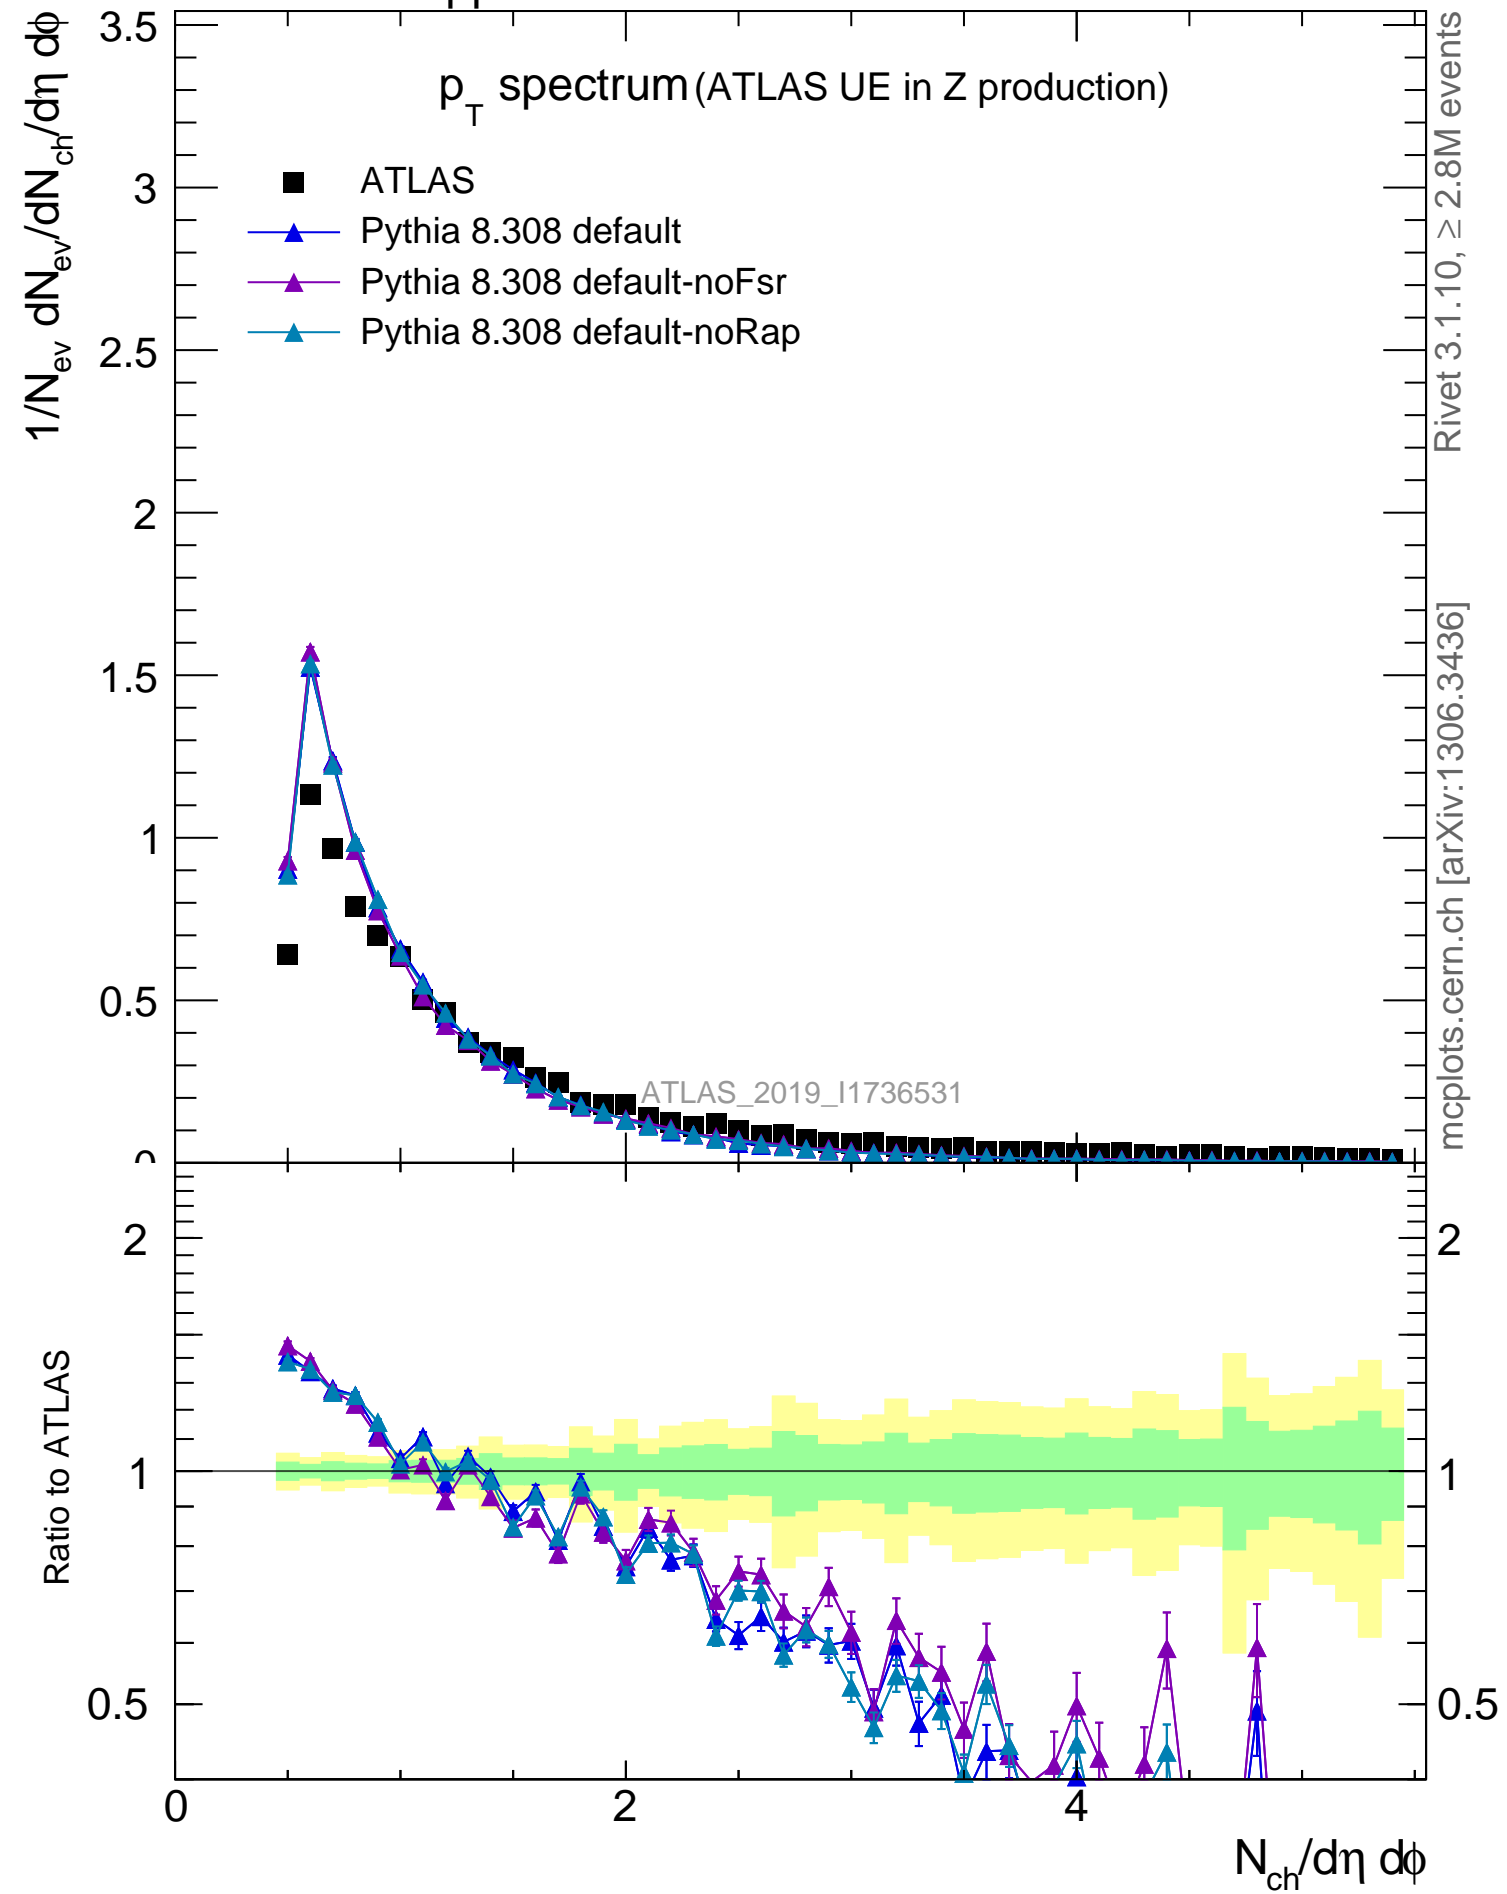 p_T spectrum (ATLAS UE in Z production)
ATLAS
Pythia 8.308 default
Pythia 8.308 default-noFsr
Pythia 8.308 default-noRap
1/N_ev dN_ev/dN_ch/dη dϕ
3.5
3
2.5
2
1.5
1
0.5
0
ATLAS_2019_I1736531
Rivet 3.1.10, ≥ 2.8M events
mcplots.cern.ch [arXiv:1306.3436]
Ratio to ATLAS
2
1
0.5
2
1
0.5
0
2
4
N_ch/dη dϕ